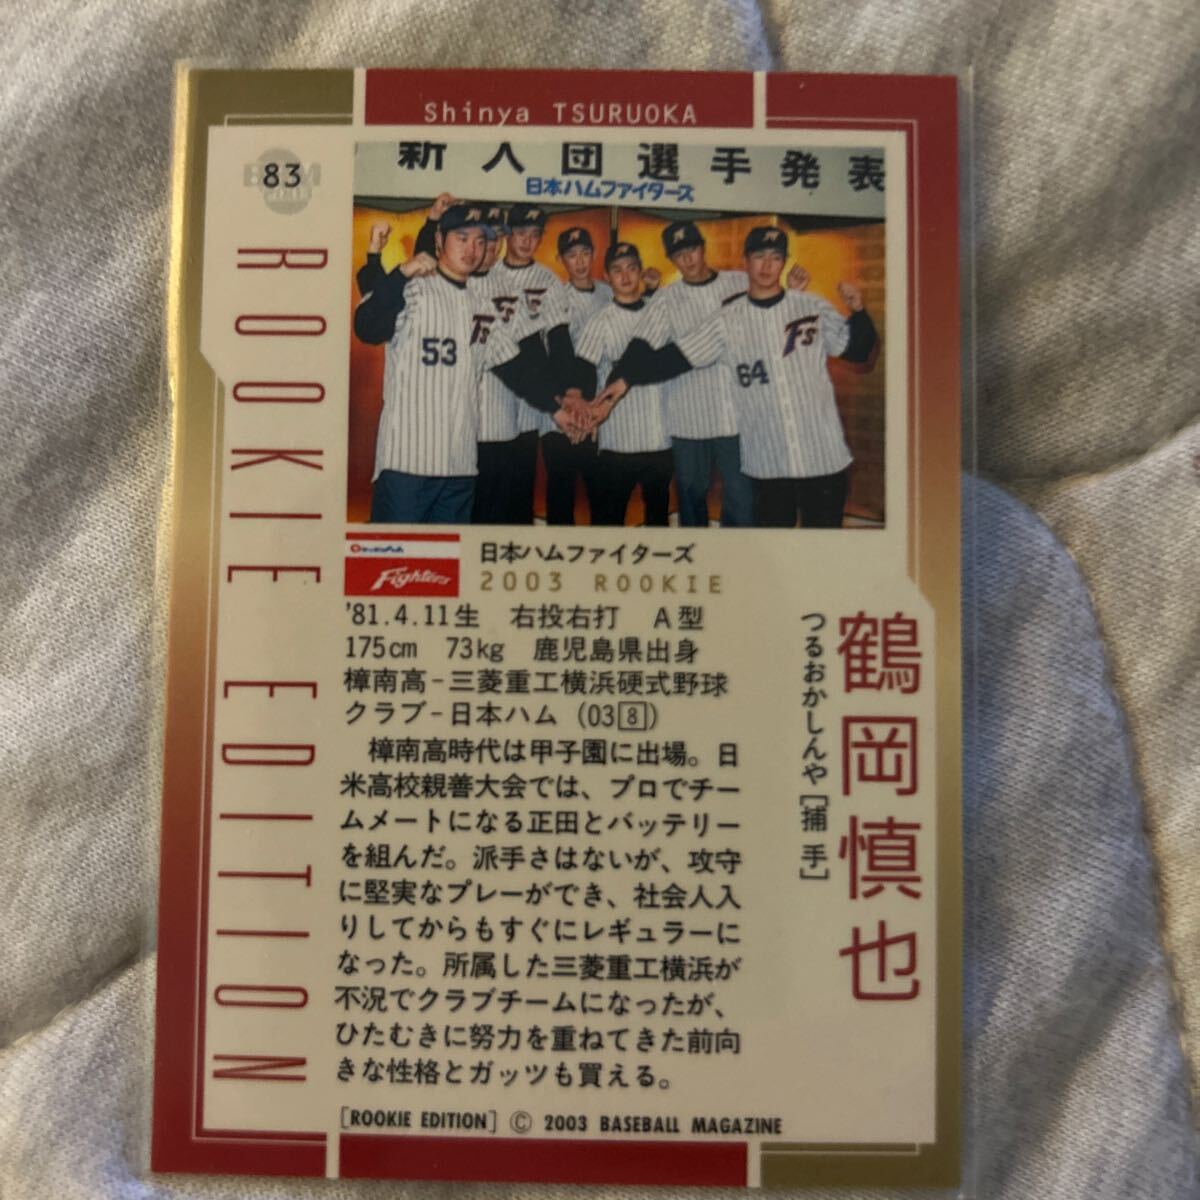 Shinya TSURUOKA
83
ROOKIE EDITION
新入団選手発表
日本ハムファイターズ
53
Fs
Fs
64
Fighters
日本ハムファイターズ
2003 ROOKIE
'81.4.11生 右投右打 A型
175cm 73kg 鹿児島県出身
樟南高-三菱重工横浜硬式野球
クラブ-日本ハム (03⑧)
樟南高時代は甲子園に出場。日
米高校親善大会では、プロでチー
ムメートになる正田とバッテリー
を組んだ。派手さはないが、攻守
に堅実なプレーができ、社会人入
りしてからもすぐにレギュラーに
なった。所属した三菱重工横浜が
不況でクラブチームになったが、
ひたむきに努力を重ねてきた前向
きな性格とガッツも買える。
鶴岡慎也
つるおかしんや[捕手]
[ROOKIE EDITION] © 2003 BASEBALL MAGAZINE